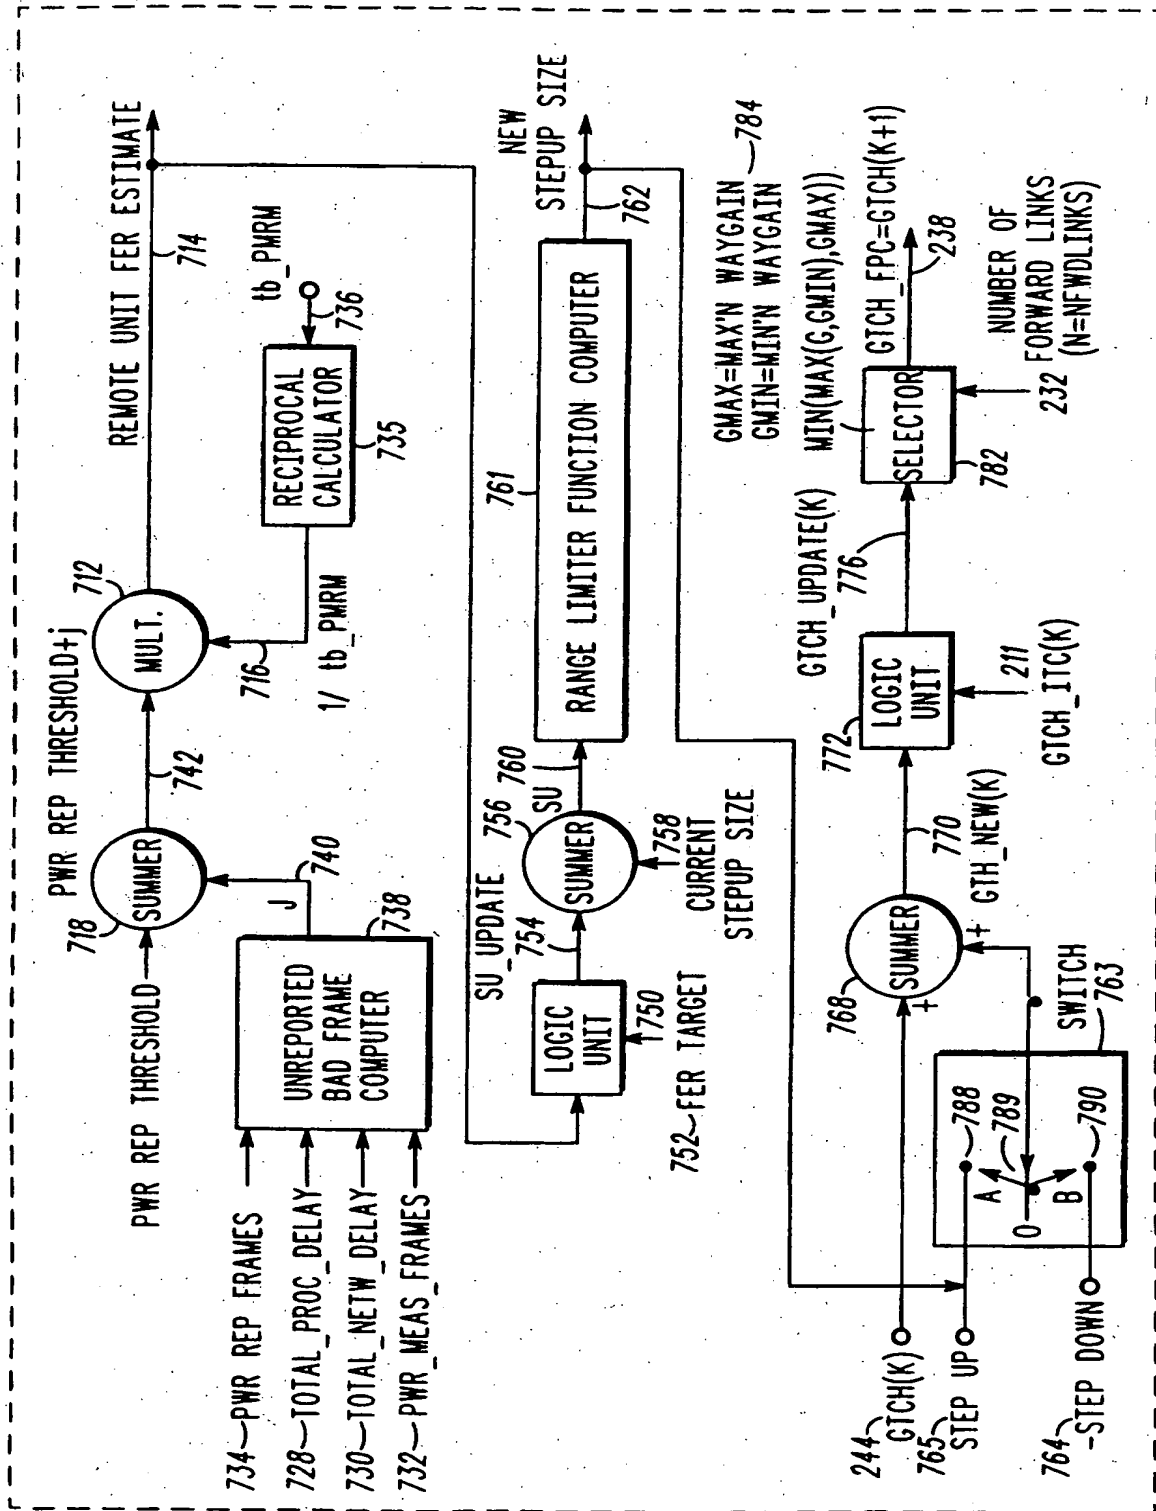 PWR REP THRESHOLD
718
SUMMER
PWR REP THRESHOLD+j
742
712
MULT.
REMOTE UNIT FER ESTIMATE
714
J
740
716
1/ tb_PMRM
RECIPROCAL
CALCULATOR
735
tb_PMRM
736
734
PWR REP FRAMES
728
TOTAL_PROC_DELAY
730
TOTAL_NETW_DELAY
732
PWR_MEAS_FRAMES
UNREPORTED
BAD FRAME
COMPUTER
738
SU_UPDATE
754
LOGIC
UNIT
750
752
FER TARGET
756
SUMMER
SU
760
758
CURRENT
STEPUP SIZE
761
RANGE LIMITER FUNCTION COMPUTER
NEW
STEPUP SIZE
762
GMAX=MAX'N WAYGAIN
GMIN=MIN'N WAYGAIN
784
MIN(MAX(G,GMIN),GMAX))
244
GTCH(K)
765
STEP UP
764
-STEP DOWN
A
O
B
788
789
790
SWITCH
763
768
SUMMER
+
+
770
GTH_NEW(K)
772
LOGIC
UNIT
211
GTCH_ITC(K)
GTCH_UPDATE(K)
776
SELECTOR
782
GTCH_FPC=GTCH(K+1)
238
232
NUMBER OF
FORWARD LINKS
(N=NFWDLINKS)